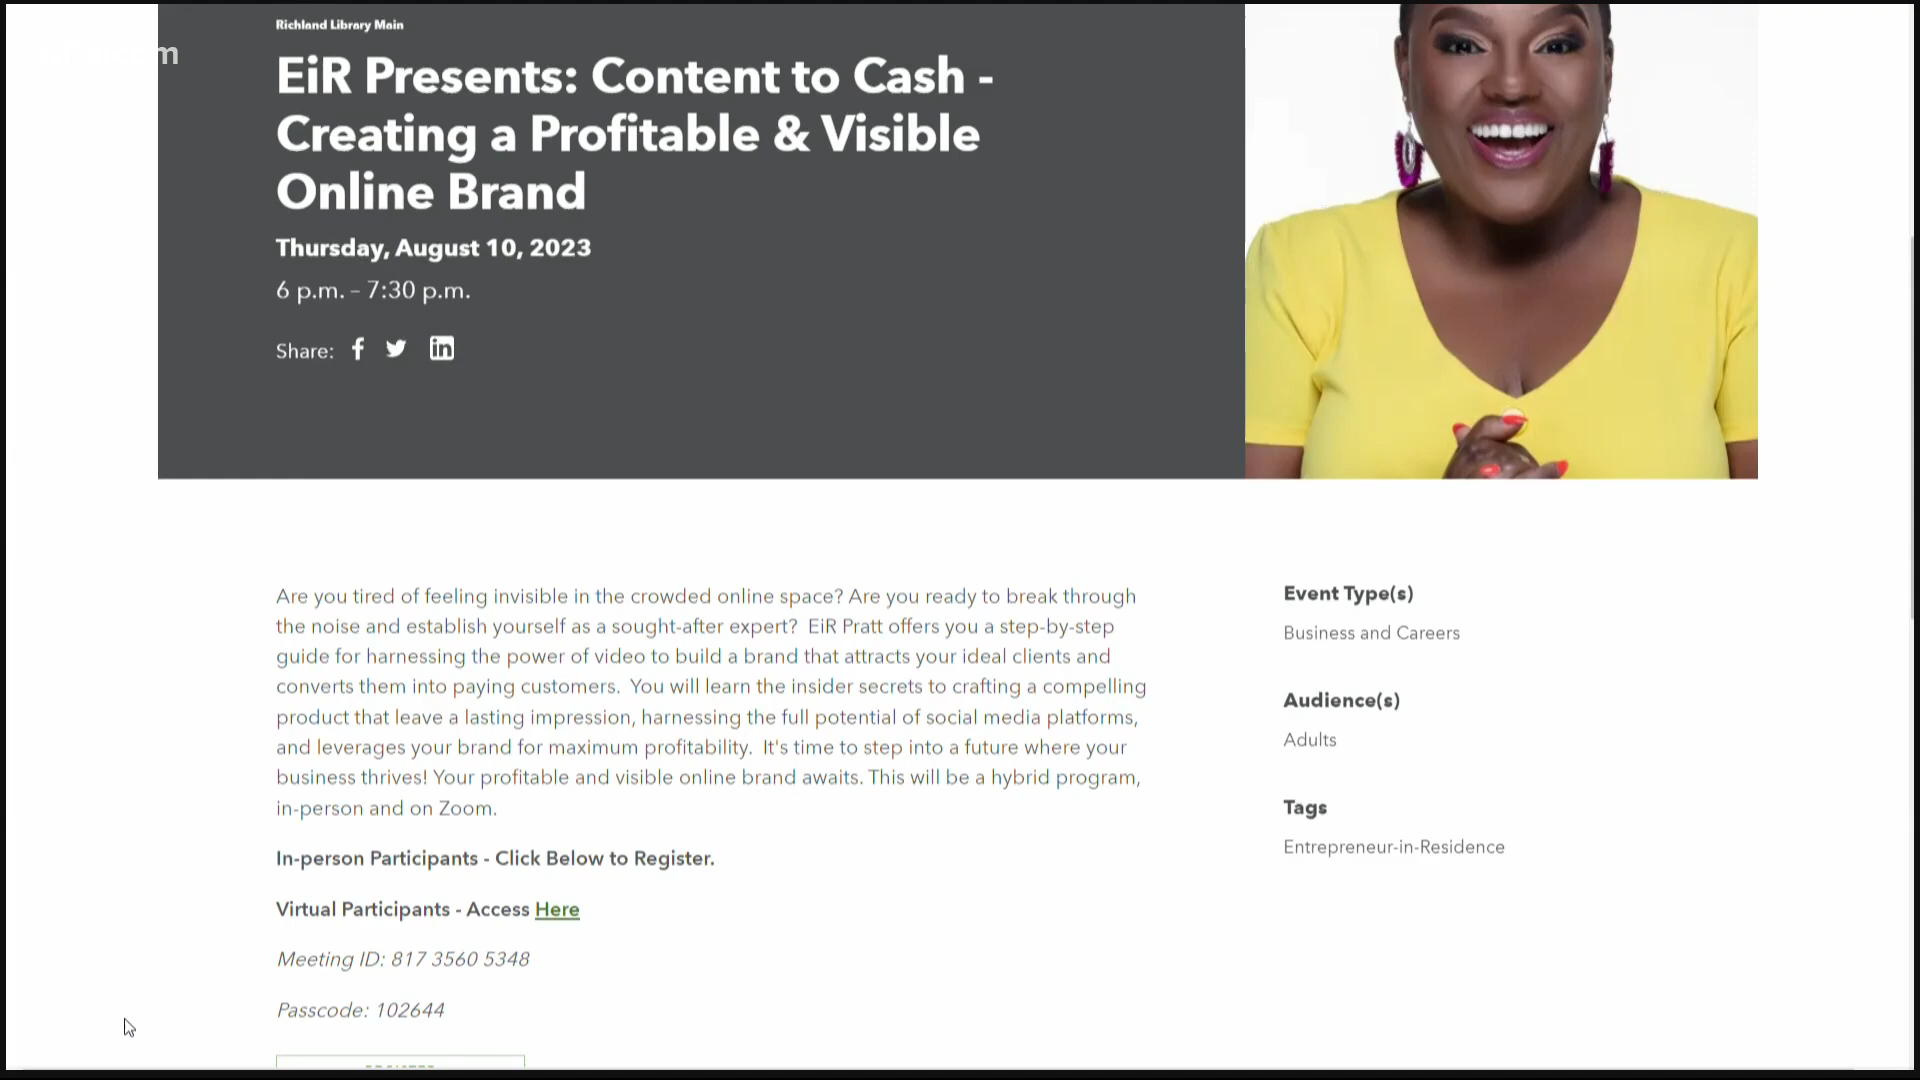 Richland Library Main
EiR Presents: Content to Cash -
Creating a Profitable & Visible
Online Brand
Thursday, August 10, 2023
6 p.m. – 7:30 p.m.
Share:
Are you tired of feeling invisible in the crowded online space? Are you ready to break through
the noise and establish yourself as a sought-after expert?  EiR Pratt offers you a step-by-step
guide for harnessing the power of video to build a brand that attracts your ideal clients and
converts them into paying customers.  You will learn the insider secrets to crafting a compelling
product that leave a lasting impression, harnessing the full potential of social media platforms,
and leverages your brand for maximum profitability.  It's time to step into a future where your
business thrives! Your profitable and visible online brand awaits. This will be a hybrid program,
in-person and on Zoom.
In-person Participants - Click Below to Register.
Virtual Participants - Access Here
Meeting ID: 817 3560 5348
Passcode: 102644
Event Type(s)
Business and Careers
Audience(s)
Adults
Tags
Entrepreneur-in-Residence